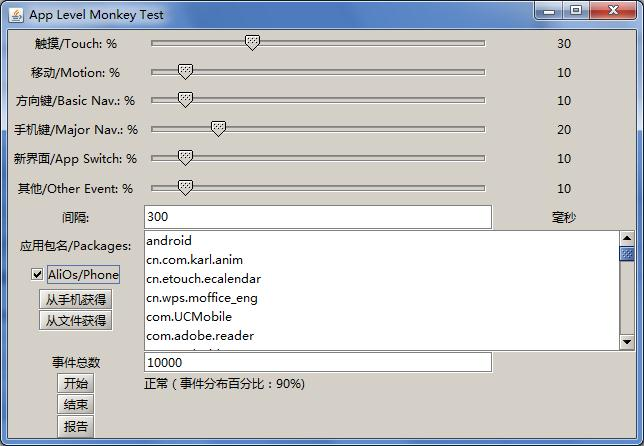 App Level Monkey Test
触摸/Touch: % 30
移动/Motion: % 10
方向键/Basic Nav.: % 10
手机键/Major Nav.: % 20
新界面/App Switch: % 10
其他/Other Event: % 10
间隔: 300 毫秒
应用包名/Packages:
android
cn.com.karl.anim
AliOs/Phone
cn.etouch.ecalendar
从手机获得
cn.wps.moffice_eng
从文件获得
com.UCMobile
com.adobe.reader
事件总数 10000
开始 正常 (事件分布百分比：90%)
结束
报告